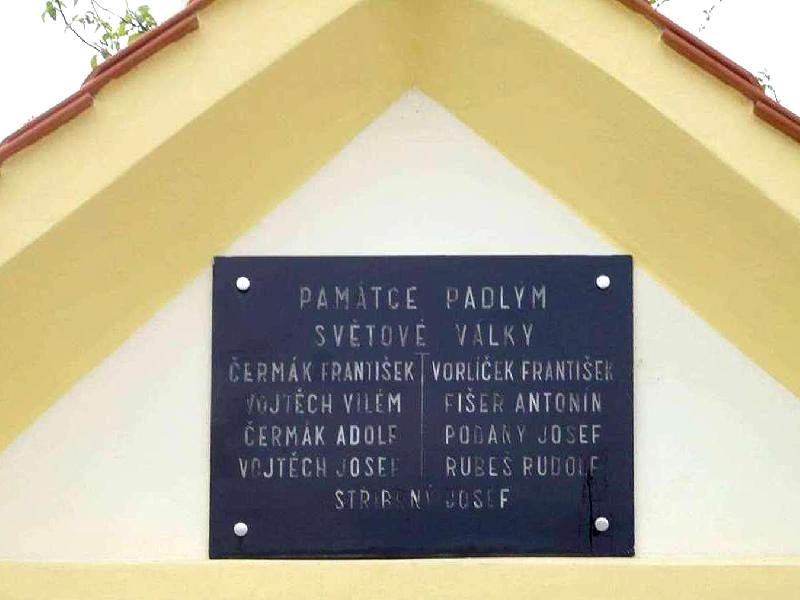 PAMÁTCE PADLÝM
SVĚTOVÉ VÁLKY
ČERMÁK FRANTIŠEK VORLÍČEK FRANTIŠEK
VOJTĚCH VILÉM FIŠER ANTONÍN
ČERMÁK ADOLF PODANÝ JOSEF
VOJTĚCH JOSEF RUBEŠ RUDOLF
STŘÍBRNÝ JOSEF